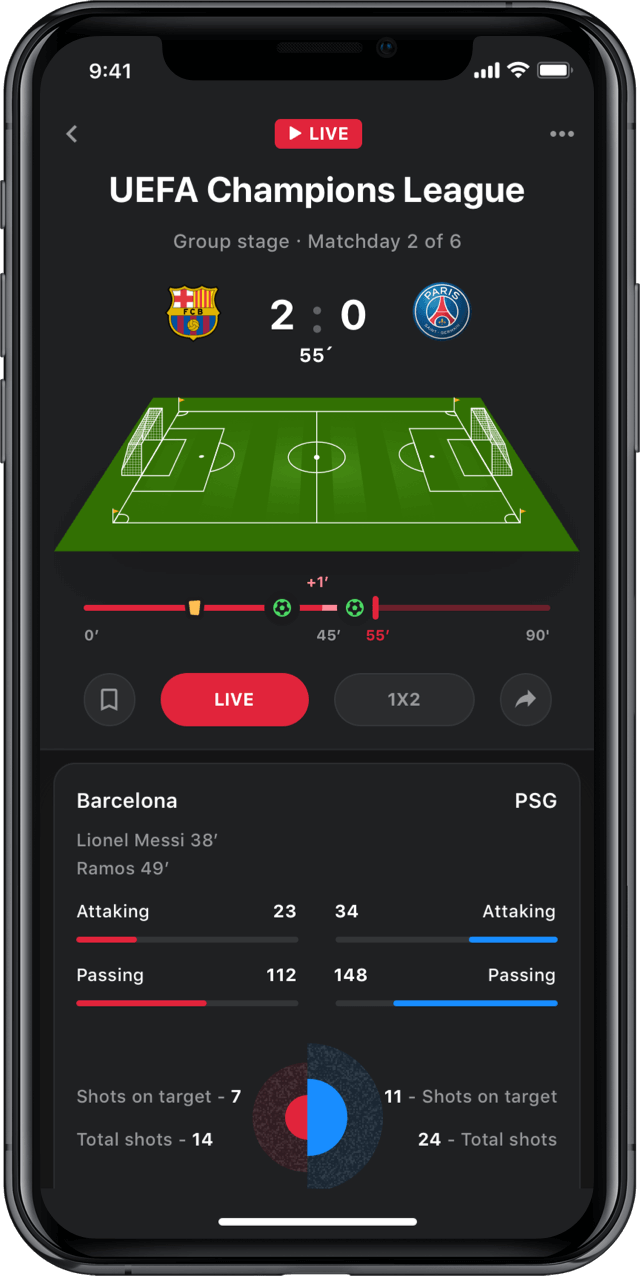 9:41
LIVE
UEFA Champions League
Group stage · Matchday 2 of 6
FCB
2 : 0
PARIS
SAINT-GERMAIN
55´
+1′
0′ 45′ 55′ 90'
LIVE 1X2
Barcelona PSG
Lionel Messi 38′
Ramos 49′
Attaking 23 34 Attaking
Passing 112 148 Passing
Shots on target - 7 11 - Shots on target
Total shots - 14 24 - Total shots